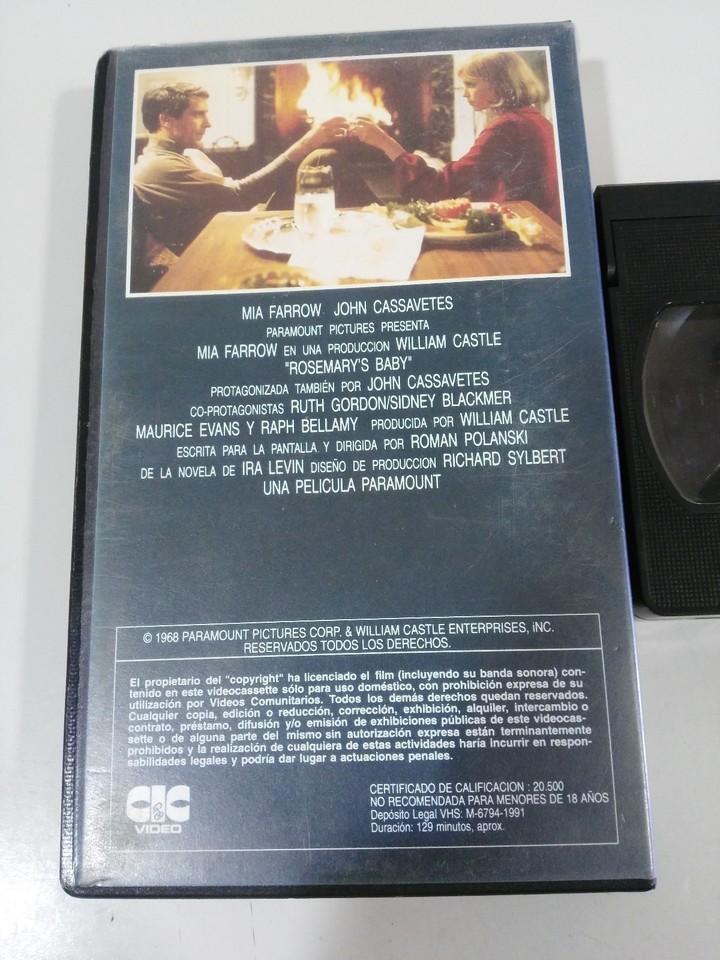 MIA FARROW JOHN CASSAVETES
PARAMOUNT PICTURES PRESENTA
MIA FARROW EN UNA PRODUCCION WILLIAM CASTLE
"ROSEMARY'S BABY"
PROTAGONIZADA TAMBIÉN POR JOHN CASSAVETES
CO-PROTAGONISTAS RUTH GORDON/SIDNEY BLACKMER
MAURICE EVANS Y RAPH BELLAMY PRODUCIDA POR WILLIAM CASTLE
ESCRITA PARA LA PANTALLA Y DIRIGIDA POR ROMAN POLANSKI
DE LA NOVELA DE IRA LEVIN DISEÑO DE PRODUCCION RICHARD SYLBERT
UNA PELICULA PARAMOUNT
© 1968 PARAMOUNT PICTURES CORP. & WILLIAM CASTLE ENTERPRISES, iNC.
RESERVADOS TODOS LOS DERECHOS.
El propietario del "copyright" ha licenciado el film (incluyendo su banda sonora) con-
tenido en este videocassette sólo para uso doméstico, con prohibición expresa de su
utilización por Videos Comunitarios. Todos los demás derechos quedan reservados.
Cualquier copia, edición o reducción, corrección, exhibición, alquiler, intercambio o
contrato, préstamo, difusión y/o emisión de exhibiciones públicas de este videocas-
sette o de alguna parte del mismo sin autorización expresa están terminantemente
prohibidos y la realización de cualquiera de estas actividades haría incurrir en respon-
sabilidades legales y podría dar lugar a actuaciones penales.
CIC
VIDEO
CERTIFICADO DE CALIFICACION : 20.500
NO RECOMENDADA PARA MENORES DE 18 AÑOS
Depósito Legal VHS: M-6794-1991
Duración: 129 minutos, aprox.